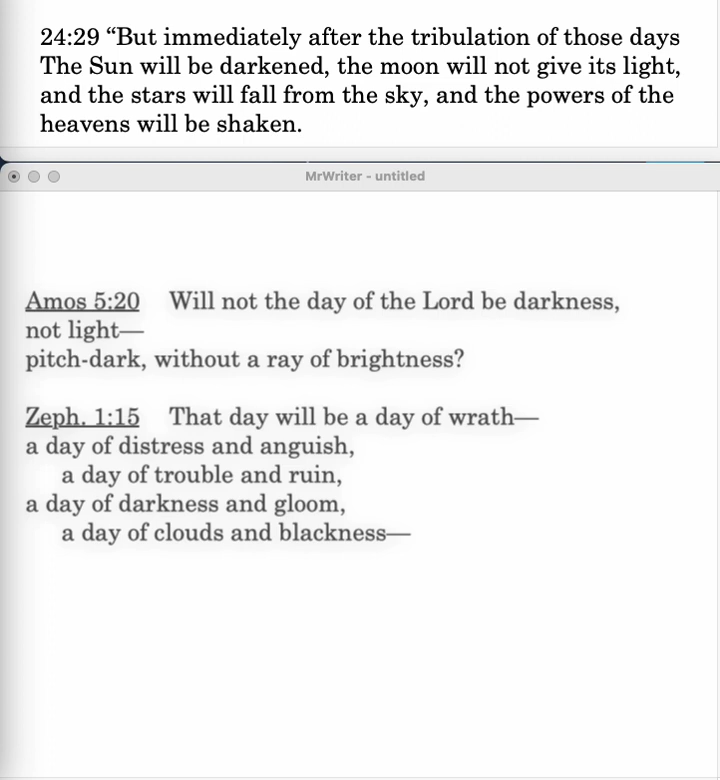 24:29 “But immediately after the tribulation of those days
The Sun will be darkened, the moon will not give its light,
and the stars will fall from the sky, and the powers of the
heavens will be shaken.
MrWriter - untitled
Amos 5:20 Will not the day of the Lord be darkness,
not light—
pitch-dark, without a ray of brightness?
Zeph. 1:15 That day will be a day of wrath—
a day of distress and anguish,
a day of trouble and ruin,
a day of darkness and gloom,
a day of clouds and blackness—